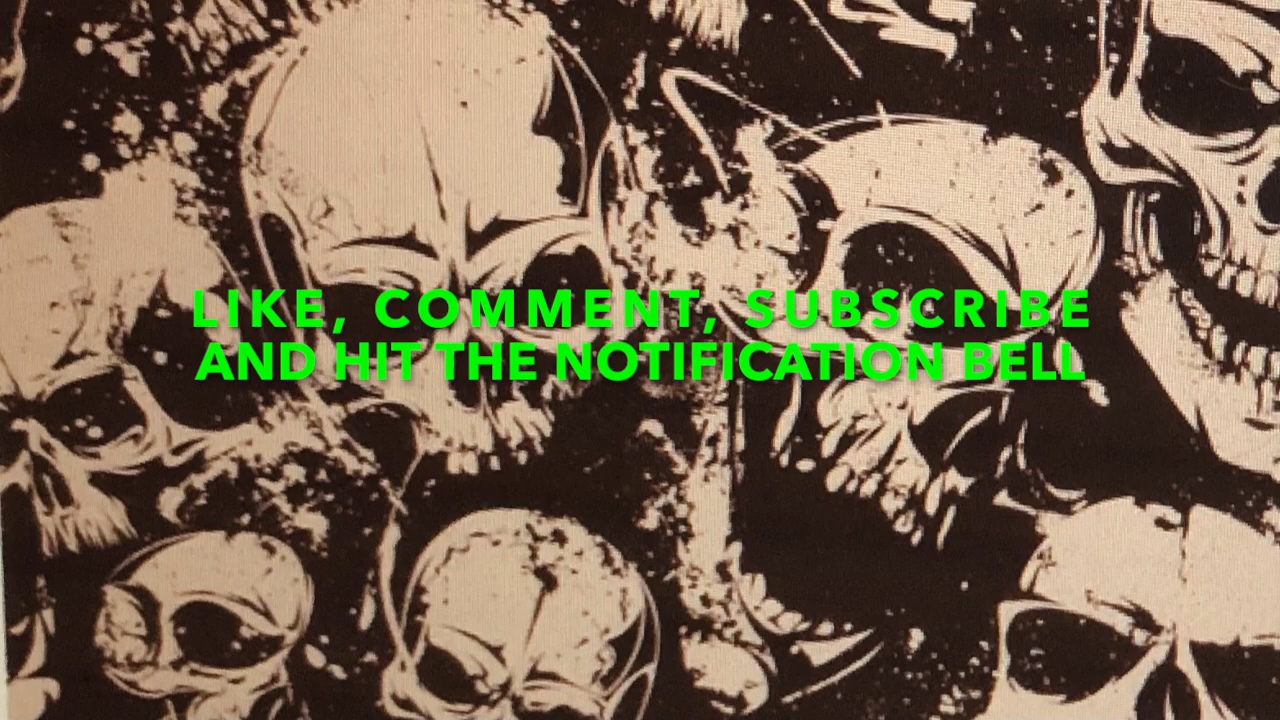 LIKE, COMMENT, SUBSCRIBE
AND HIT THE NOTIFICATION BELL